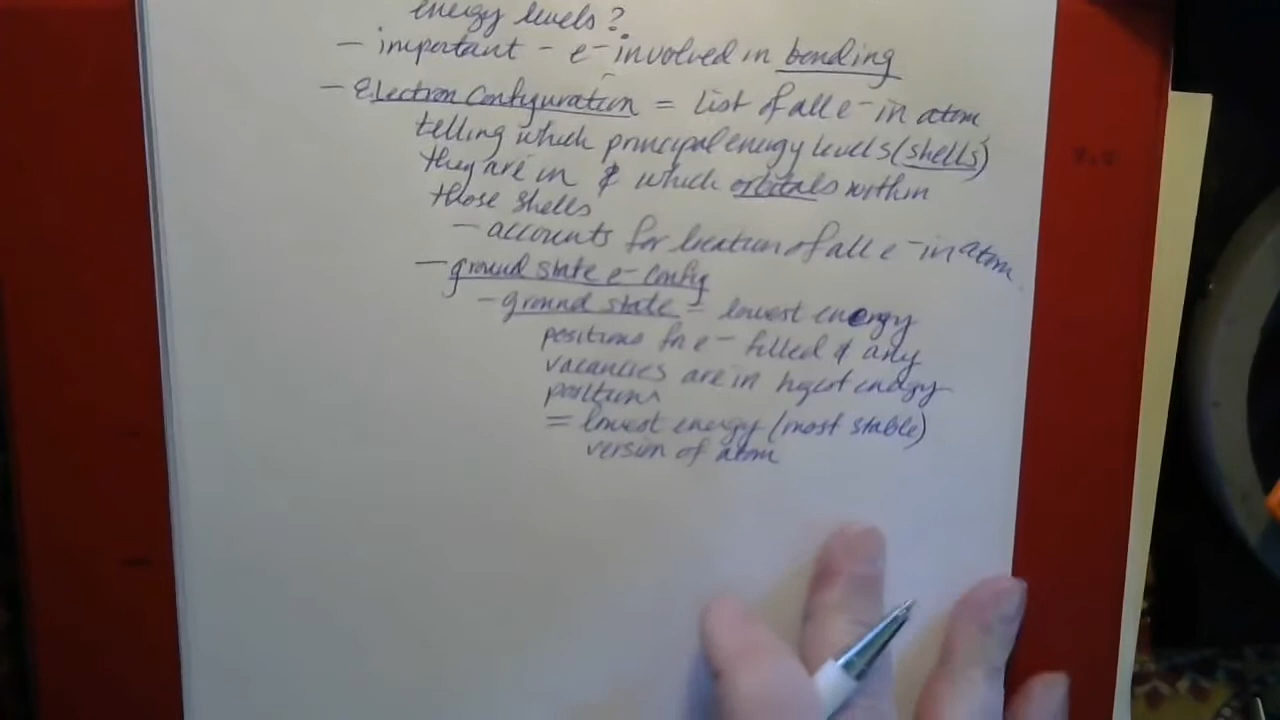 energy levels?
- important - e- involved in bonding
- Electron Configuration = list of all e- in atom
telling which principal energy levels (shells)
they are in & which orbitals within
those shells
- accounts for location of all e- in atom
- ground state e- config
- ground state = lowest energy
positions for e- filled & any
vacancies are in hygest energy
positions
= lowest energy (most stable)
version of atom